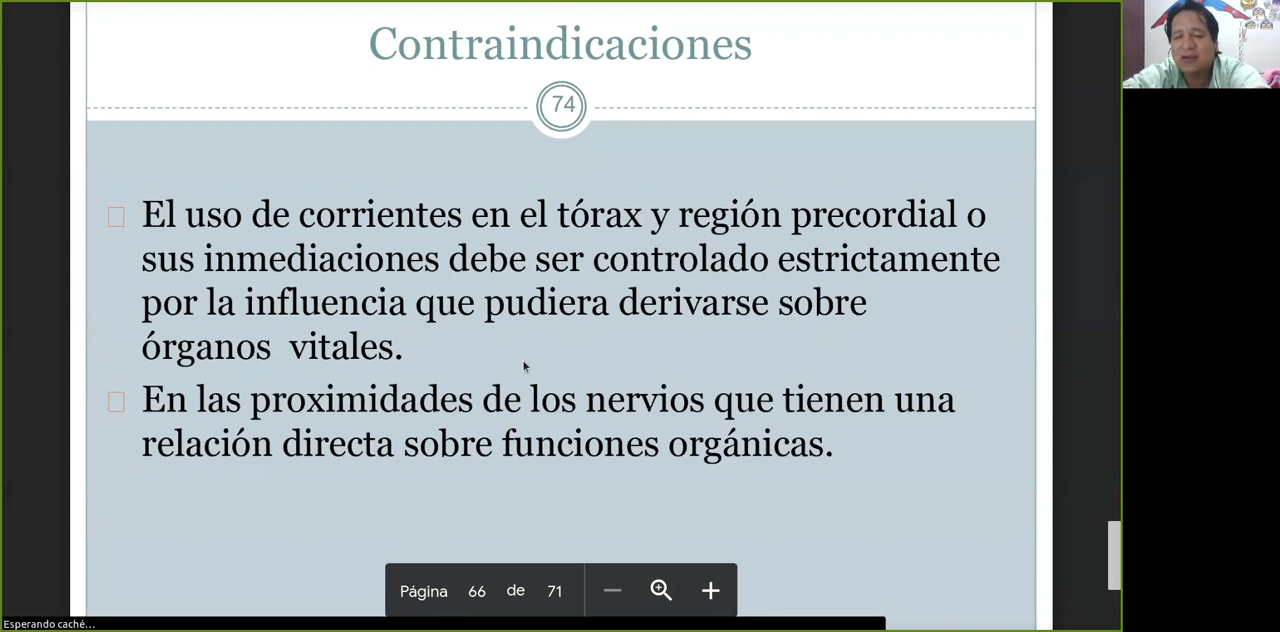 Contraindicaciones
74
El uso de corrientes en el tórax y región precordial o
sus inmediaciones debe ser controlado estrictamente
por la influencia que pudiera derivarse sobre
órganos vitales.
En las proximidades de los nervios que tienen una
relación directa sobre funciones orgánicas.
Página 66 de 71
Esperando caché...